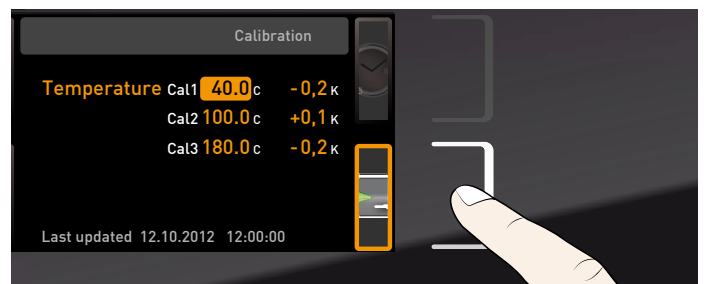 Calibration
Temperature Cal1 40.0 c -0,2 K
Cal2 100.0 c +0,1 K
Cal3 180.0 c -0,2 K
Last updated 12.10.2012 12:00:00